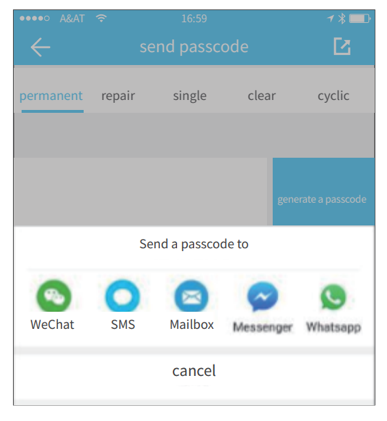 A&AT 16:59
send passcode
permanent repair single clear cyclic
generate a passcode
Send a passcode to
WeChat SMS Mailbox Messenger Whatsapp
cancel